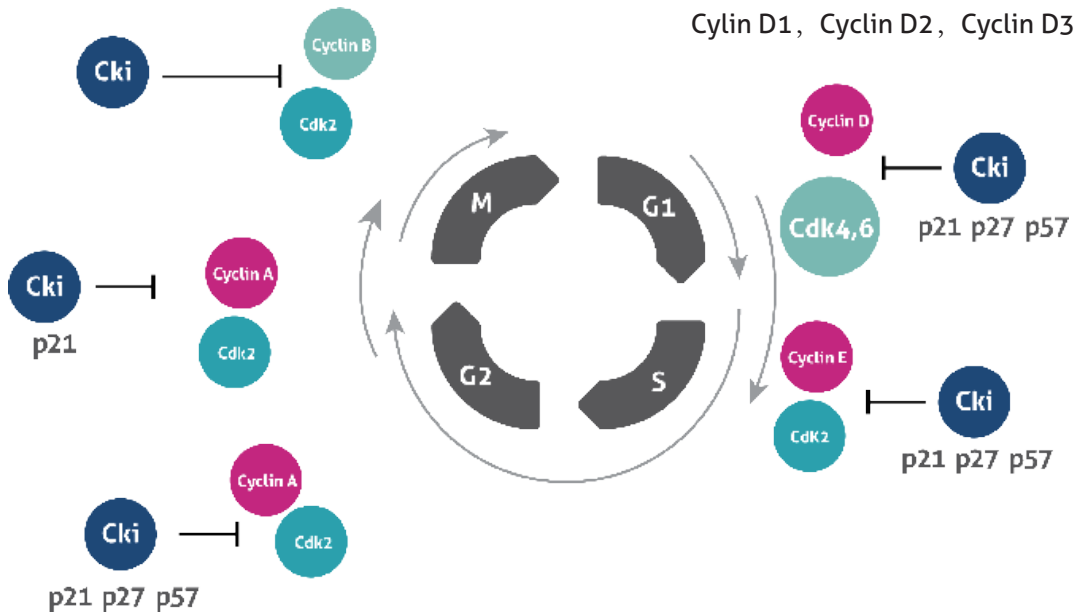 Cylin D1, Cyclin D2, Cyclin D3
Cyclin B
Cki
Cdk2
Cyclin D
Cki
Cdk4,6
p21 p27 p57
M
G1
Cyclin A
Cki
Cdk2
p21
G2
S
Cyclin E
Cki
CdK2
p21 p27 p57
Cyclin A
Cki
Cdk2
p21 p27 p57